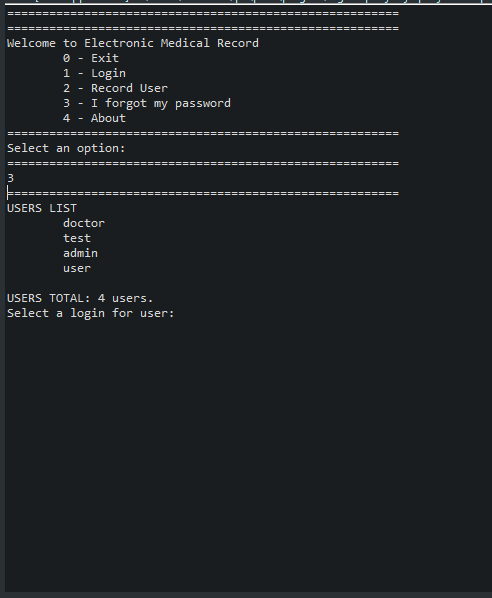 ========================================================
========================================================
Welcome to Electronic Medical Record
        0 - Exit
        1 - Login
        2 - Record User
        3 - I forgot my password
        4 - About
========================================================
Select an option:
========================================================
3
========================================================
USERS LIST
        doctor
        test
        admin
        user

USERS TOTAL: 4 users.
Select a login for user: